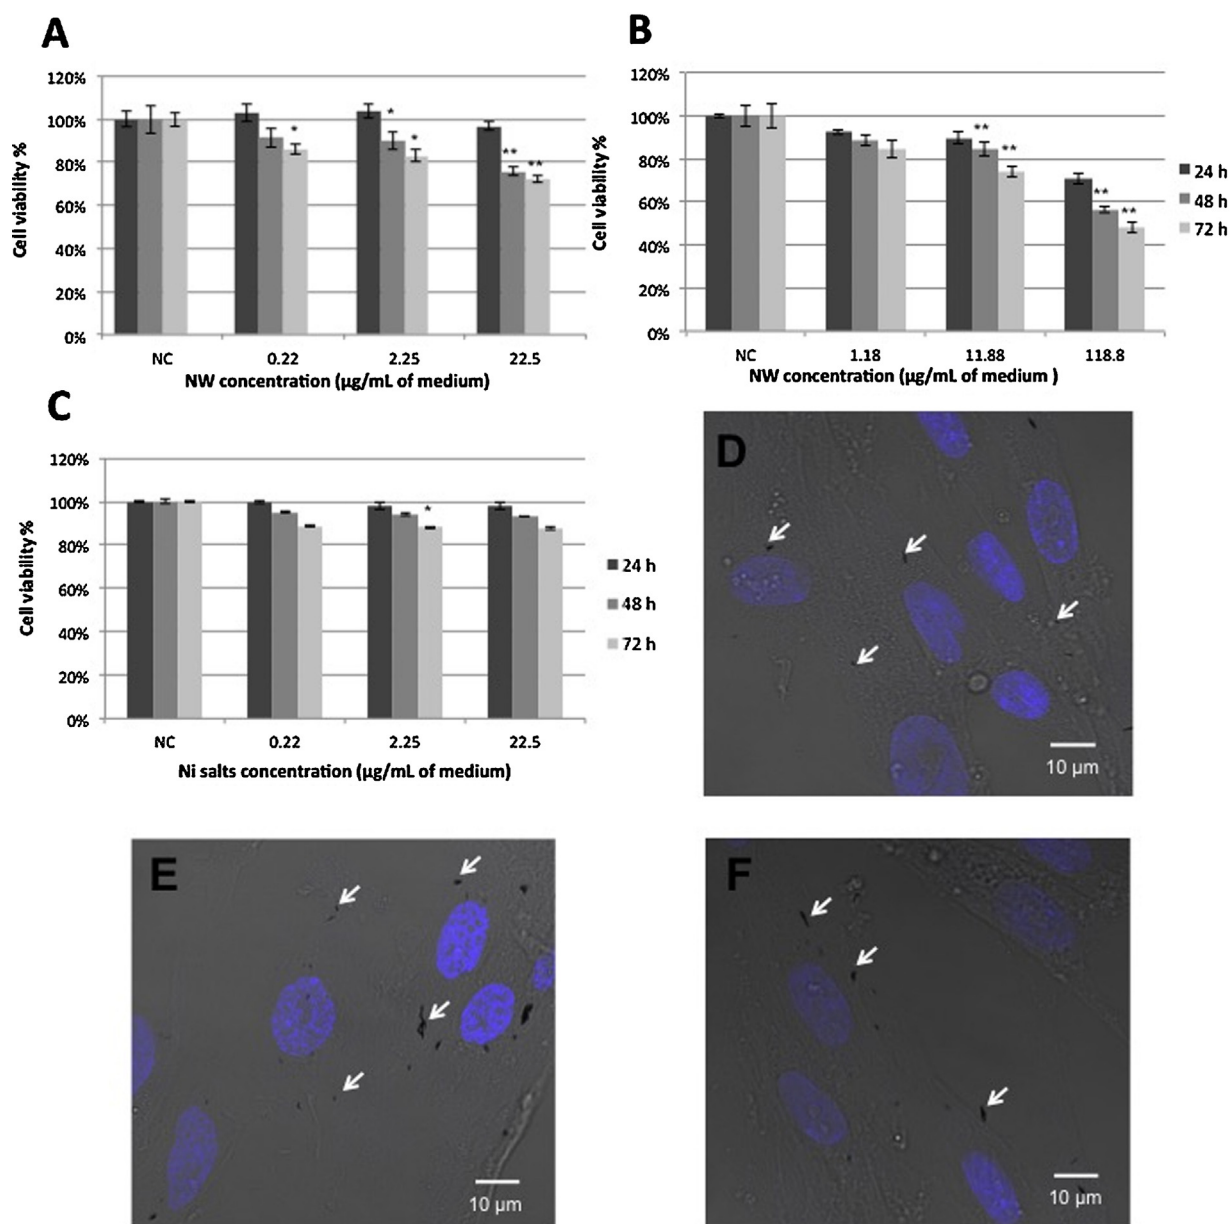 A
120%
100%
80%
60%
40%
20%
0%
Cell viability %
*
*
*
**
**
NC
0.22
2.25
22.5
NW concentration (µg/mL of medium)
B
120%
100%
80%
60%
40%
20%
0%
Cell viability %
**
**
**
**
NC
1.18
11.88
118.8
NW concentration (µg/mL of medium )
24 h
48 h
72 h
C
120%
100%
80%
60%
40%
20%
0%
Cell viability %
*
NC
0.22
2.25
22.5
Ni salts concentration (µg/mL of medium)
24 h
48 h
72 h
D
10 µm
E
10 µm
F
10 µm